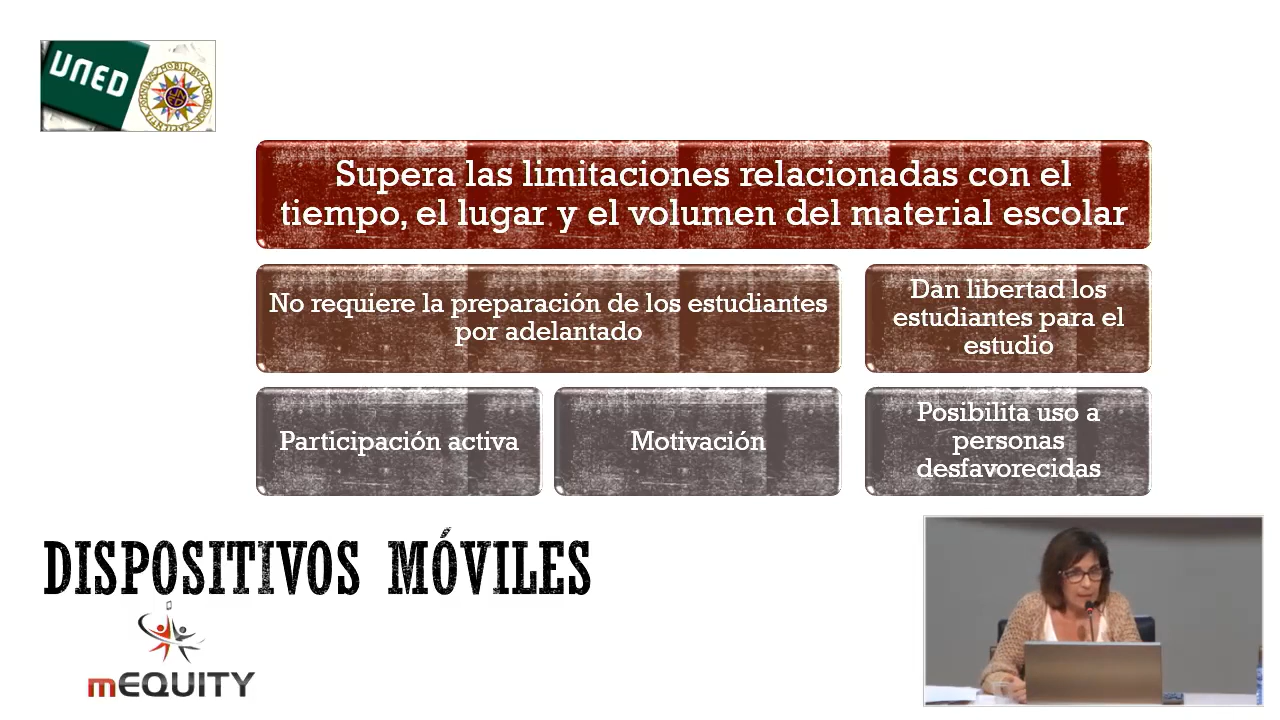 UNED
Supera las limitaciones relacionadas con el
tiempo, el lugar y el volumen del material escolar
No requiere la preparación de los estudiantes
por adelantado
Dan libertad los
estudiantes para el
estudio
Participación activa
Motivación
Posibilita uso a
personas
desfavorecidas
DISPOSITIVOS MÓVILES
mEQUITY